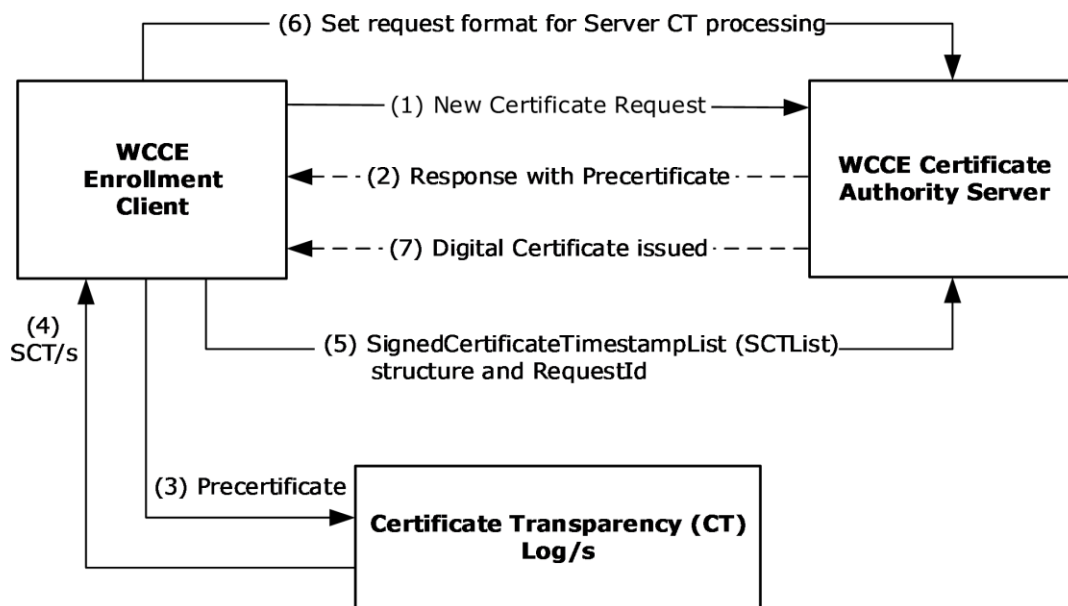 (6) Set request format for Server CT processing
(1) New Certificate Request
WCCE
Enrollment
Client
WCCE Certificate
Authority Server
(2) Response with Precertificate
(7) Digital Certificate issued
(4)
SCT/s
(5) SignedCertificateTimestampList (SCTList)
structure and RequestId
(3) Precertificate
Certificate Transparency (CT)
Log/s